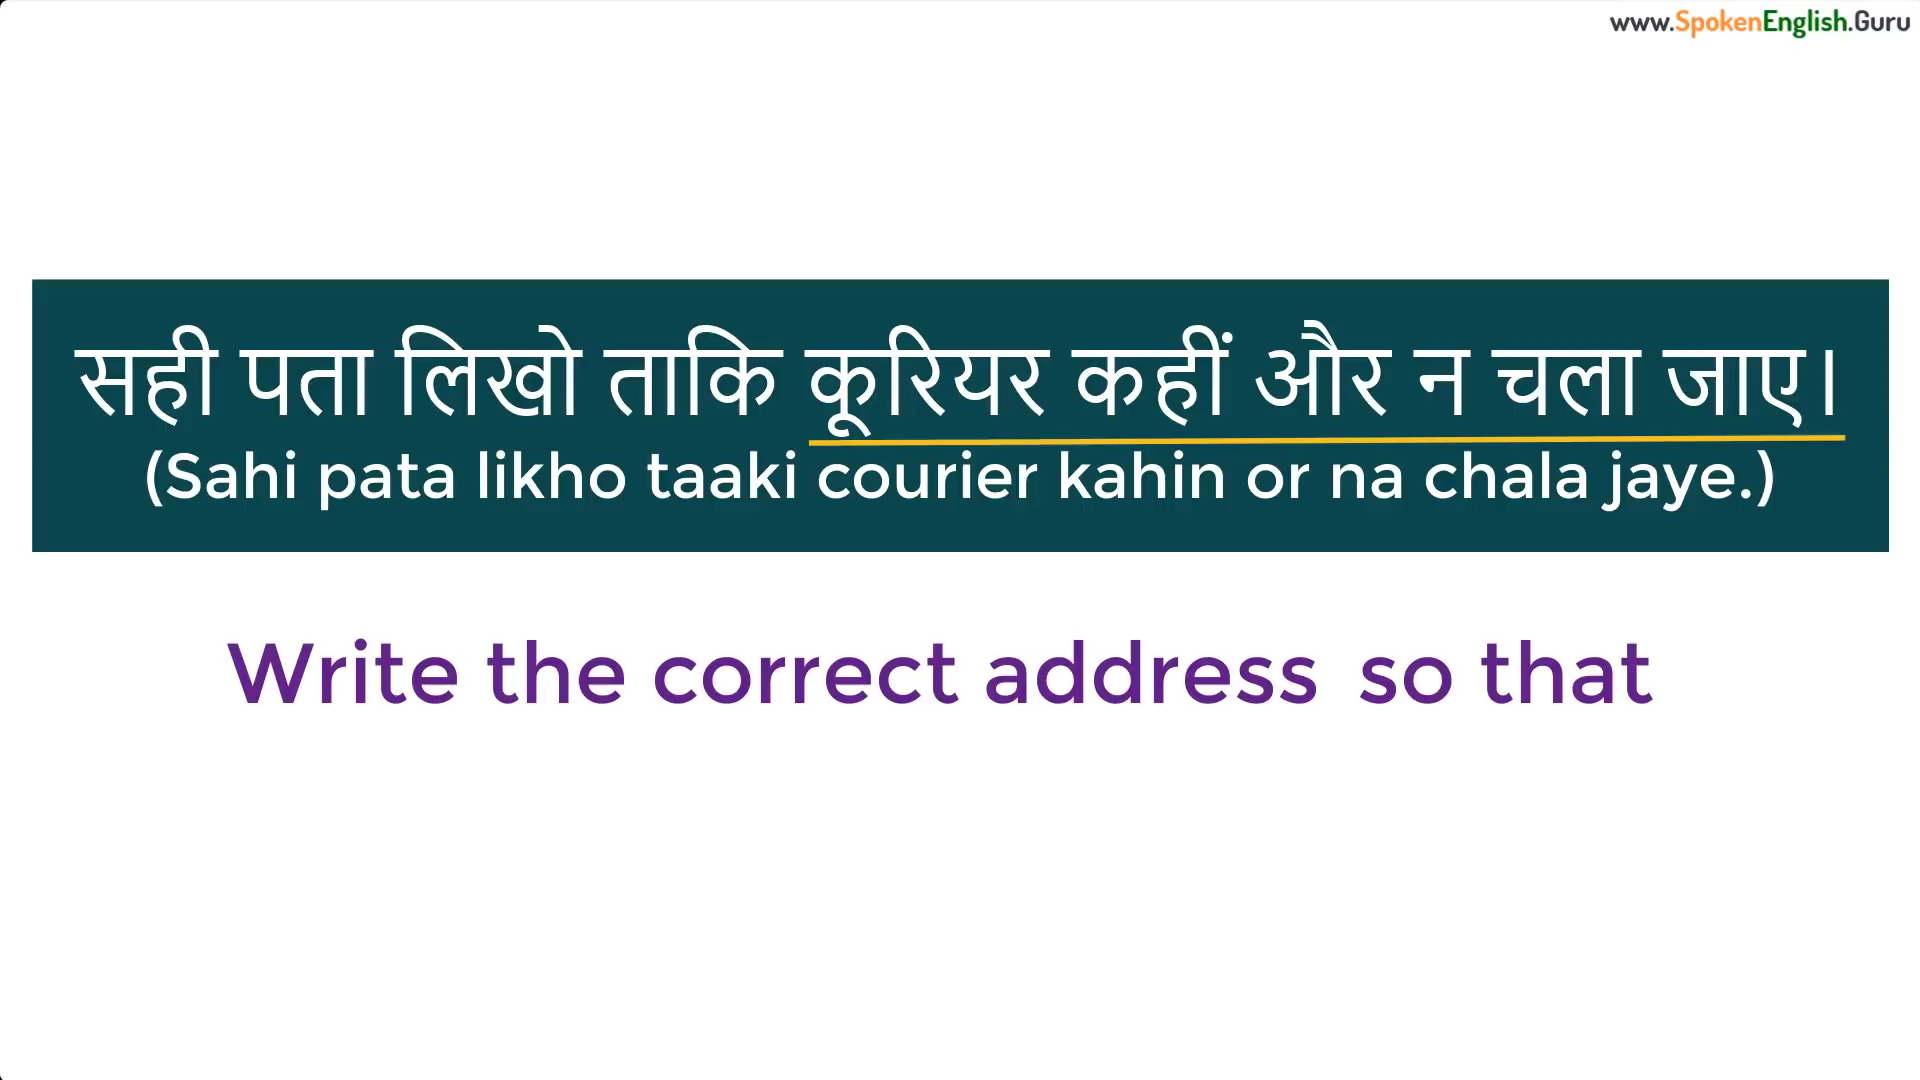 www.SpokenEnglish.Guru
सही पता लिखो ताकि कूरियर कहीं और न चला जाए।
(Sahi pata likho taaki courier kahin or na chala jaye.)
Write the correct address so that